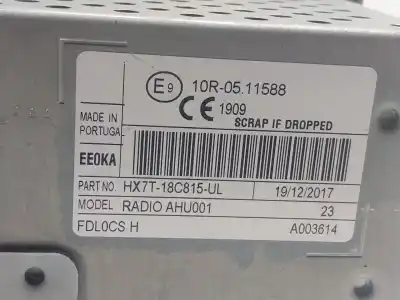 E9 10R-05.11588
CE 1909
MADE IN
PORTUGAL
SCRAP IF DROPPED
EEOKA
PART NO. HX7T-18C815-UL 19/12/2017
MODEL RADIO AHU001 23
FDL0CS H A003614